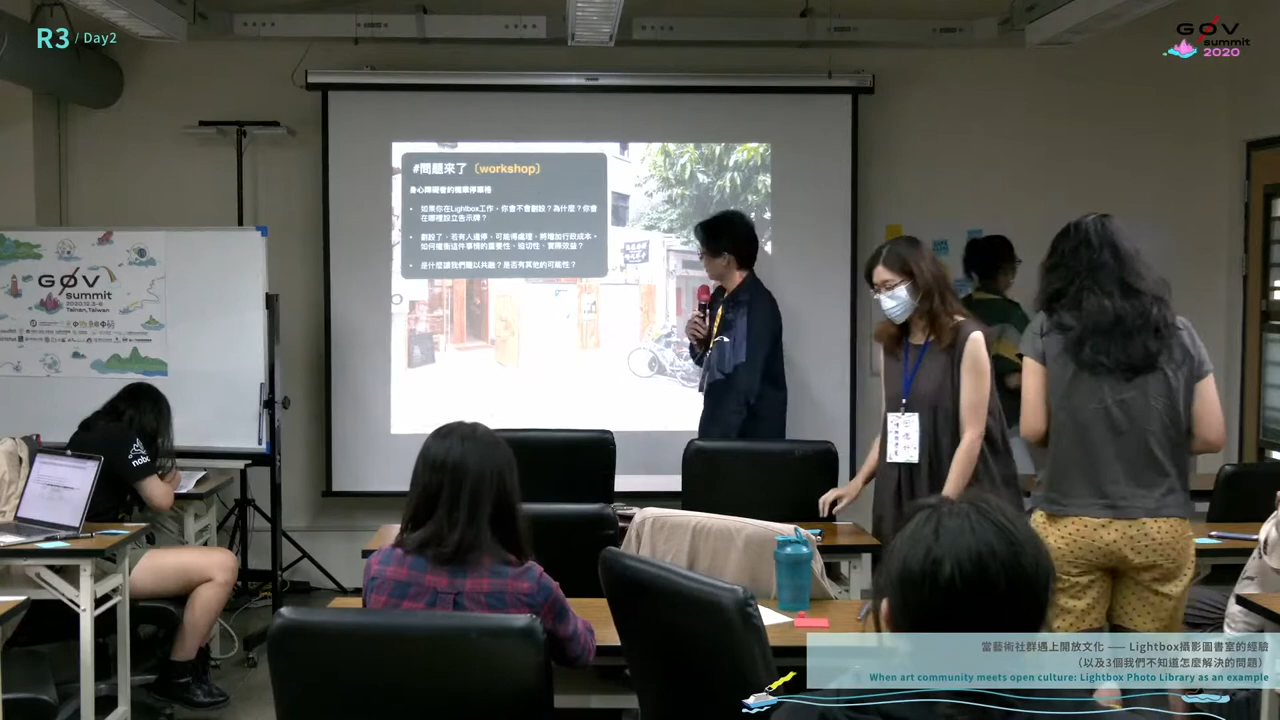 R3 / Day2
GØV
summit
2020
#問題來了〔workshop〕
身心障礙者的機車停車格
• 如果你在Lightbox工作，你會不會劃設？為什麼？你會
在哪裡設立告示牌？
• 劃設了，若有人違停，可能得處理，將增加行政成本，
如何權衡這件事情的重要性、迫切性、實際效益？
• 是什麼讓我們難以共融？是否有其他的可能性？
GØV
summit
2020.12.3-6
Tainan, Taiwan
當藝術社群遇上開放文化 —— Lightbox攝影圖書室的經驗
（以及3個我們不知道怎麼解決的問題）
When art community meets open culture: Lightbox Photo Library as an example